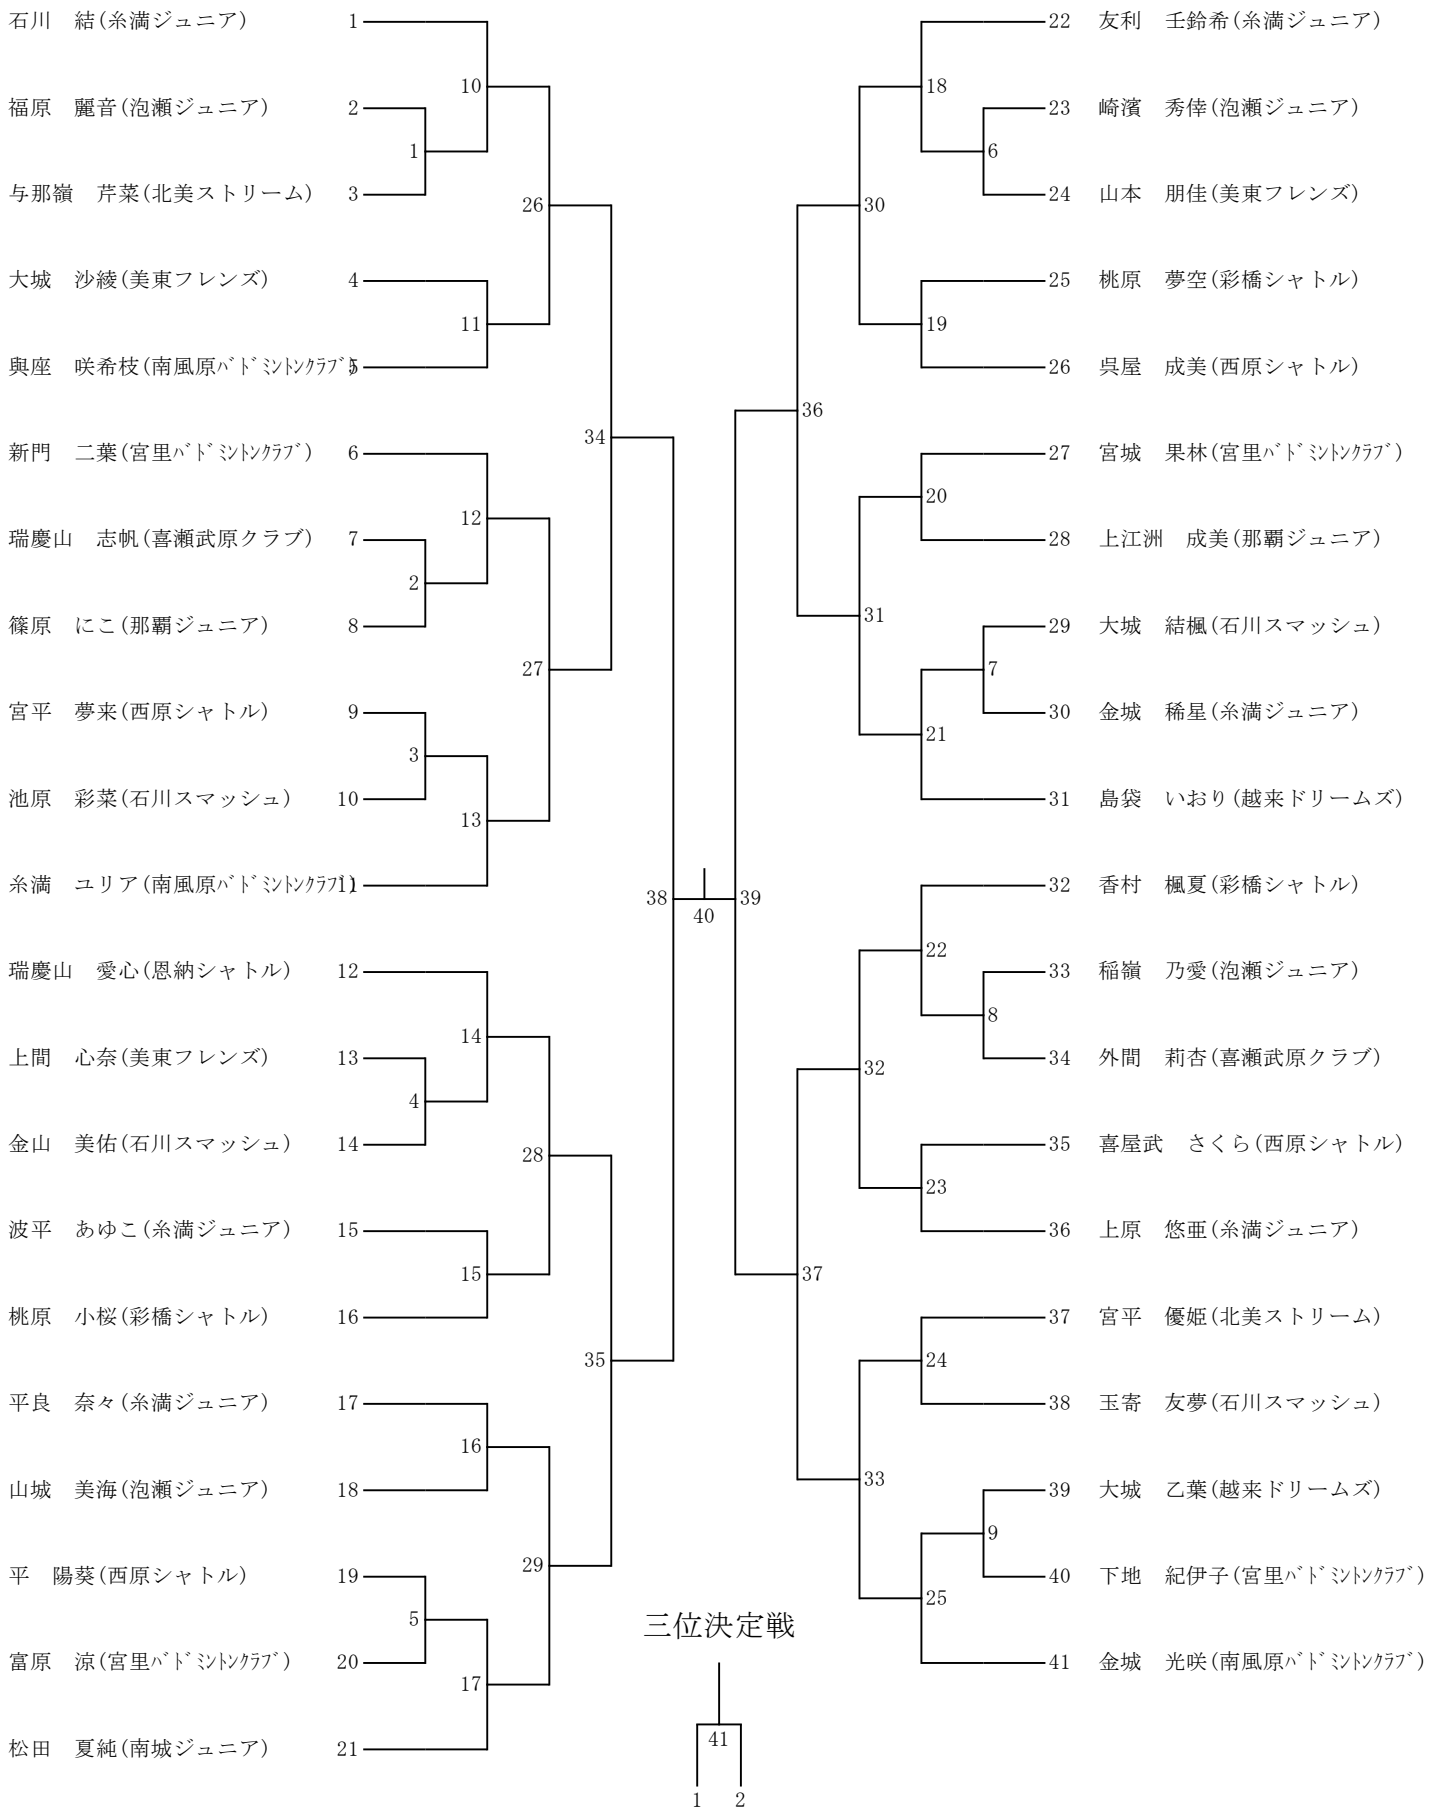 石川　結(糸満ジュニア)　1
福原　麗音(泡瀬ジュニア)　2
与那嶺　芹菜(北美ストリーム)　3
大城　沙綾(美東フレンズ)　4
與座　咲希枝(南風原ﾊﾞﾄﾞﾐﾝﾄﾝｸﾗﾌﾞ)　5
新門　二葉(宮里ﾊﾞﾄﾞﾐﾝﾄﾝｸﾗﾌﾞ)　6
瑞慶山　志帆(喜瀬武原クラブ)　7
篠原　にこ(那覇ジュニア)　8
宮平　夢来(西原シャトル)　9
池原　彩菜(石川スマッシュ)　10
糸満　ユリア(南風原ﾊﾞﾄﾞﾐﾝﾄﾝｸﾗﾌﾞ)　11
瑞慶山　愛心(恩納シャトル)　12
上間　心奈(美東フレンズ)　13
金山　美佑(石川スマッシュ)　14
波平　あゆこ(糸満ジュニア)　15
桃原　小桜(彩橋シャトル)　16
平良　奈々(糸満ジュニア)　17
山城　美海(泡瀬ジュニア)　18
平　陽葵(西原シャトル)　19
富原　涼(宮里ﾊﾞﾄﾞﾐﾝﾄﾝｸﾗﾌﾞ)　20
松田　夏純(南城ジュニア)　21
1
2
3
4
5
10
11
12
13
14
15
16
17
26
27
28
29
34
35
38
40
39
36
37
30
31
32
33
18
19
20
21
22
23
24
25
6
7
8
9
22　友利　壬鈴希(糸満ジュニア)
23　崎濱　秀倖(泡瀬ジュニア)
24　山本　朋佳(美東フレンズ)
25　桃原　夢空(彩橋シャトル)
26　呉屋　成美(西原シャトル)
27　宮城　果林(宮里ﾊﾞﾄﾞﾐﾝﾄﾝｸﾗﾌﾞ)
28　上江洲　成美(那覇ジュニア)
29　大城　結楓(石川スマッシュ)
30　金城　稀星(糸満ジュニア)
31　島袋　いおり(越来ドリームズ)
32　香村　楓夏(彩橋シャトル)
33　稲嶺　乃愛(泡瀬ジュニア)
34　外間　莉杏(喜瀬武原クラブ)
35　喜屋武　さくら(西原シャトル)
36　上原　悠亜(糸満ジュニア)
37　宮平　優姫(北美ストリーム)
38　玉寄　友夢(石川スマッシュ)
39　大城　乙葉(越来ドリームズ)
40　下地　紀伊子(宮里ﾊﾞﾄﾞﾐﾝﾄﾝｸﾗﾌﾞ)
41　金城　光咲(南風原ﾊﾞﾄﾞﾐﾝﾄﾝｸﾗﾌﾞ)
三位決定戦
41
1　2